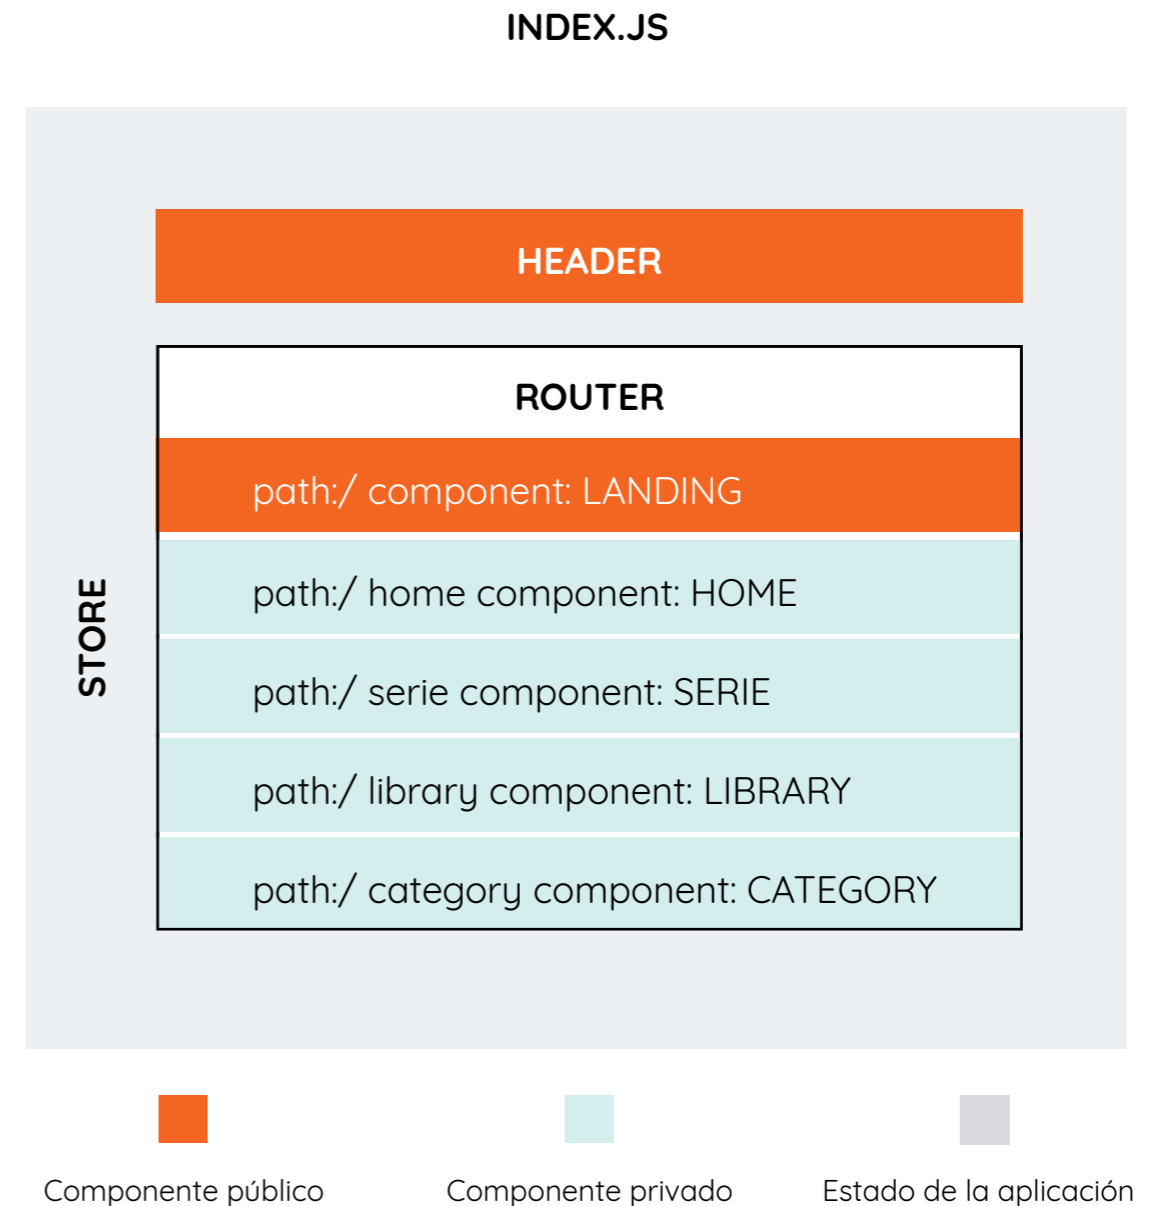 INDEX.JS
HEADER
ROUTER
path:/ component: LANDING
path:/ home component: HOME
path:/ serie component: SERIE
path:/ library component: LIBRARY
path:/ category component: CATEGORY
STORE
Componente público
Componente privado
Estado de la aplicación